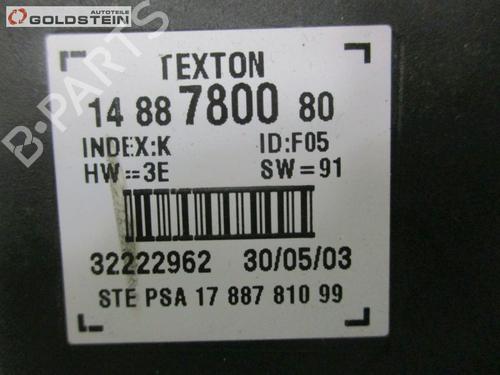 AUTOTEILE
GOLDSTEIN
B-PARTS
TEXTON
14 88 7800 80
INDEX:K ID:F05
HW=3E SW=91
32222962 30/05/03
STE PSA 17 887 810 99